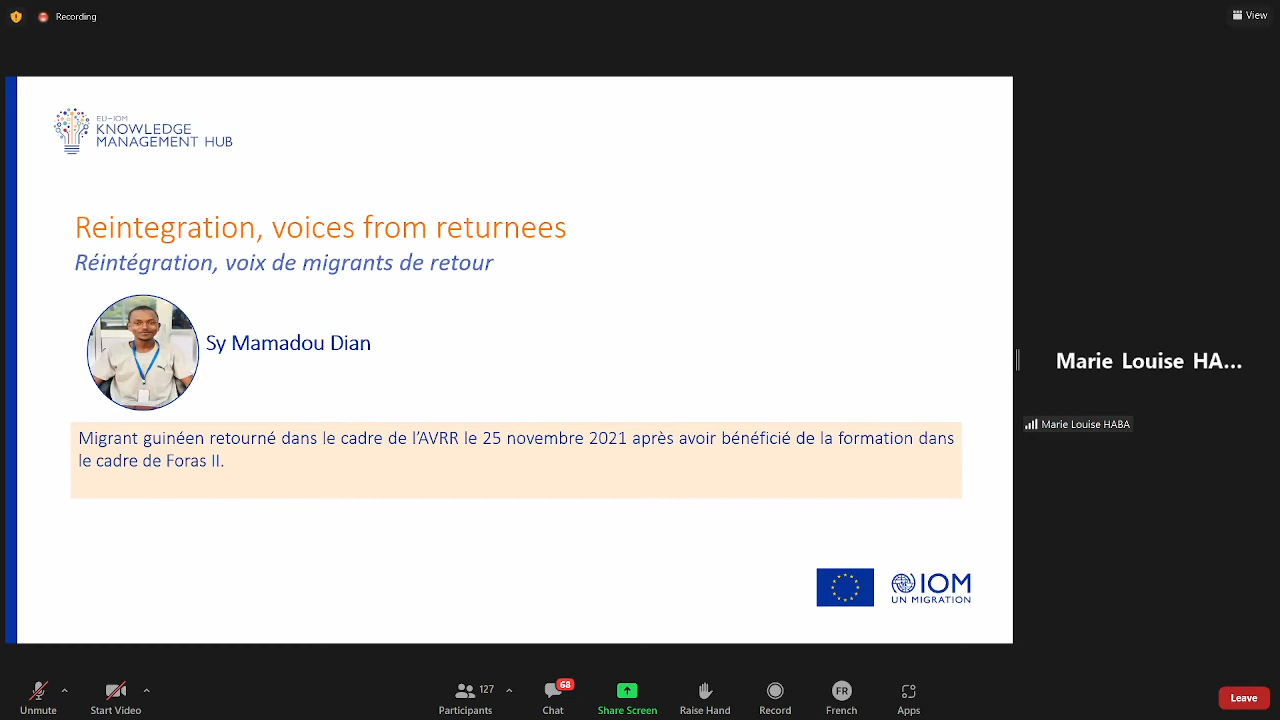 Recording
View
EU-IOM
KNOWLEDGE
MANAGEMENT HUB
Reintegration, voices from returnees
Réintégration, voix de migrants de retour
Sy Mamadou Dian
Migrant guinéen retourné dans le cadre de l'AVRR le 25 novembre 2021 après avoir bénéficié de la formation dans
le cadre de Foras II.
IOM
UN MIGRATION
Marie Louise HA...
Marie Louise HABA
Unmute
Start Video
127
Participants
68
Chat
Share Screen
Raise Hand
Record
FR
French
Apps
Leave